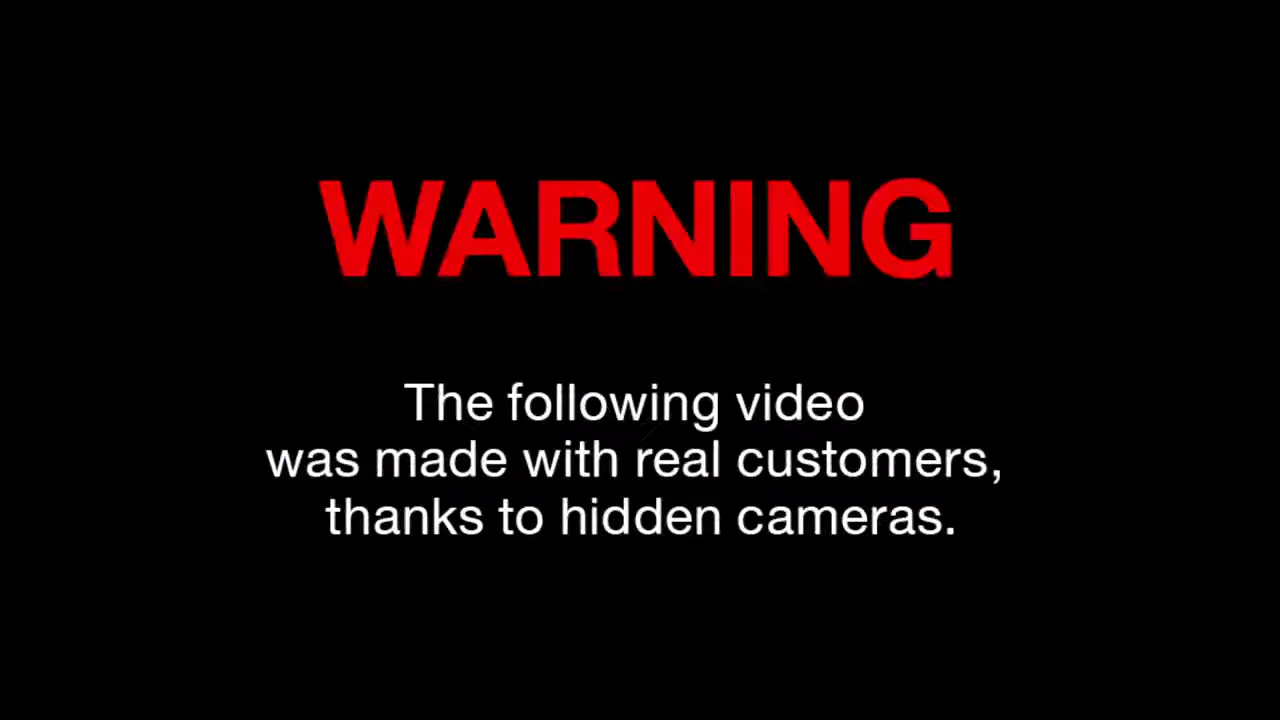 WARNING
The following video
was made with real customers,
thanks to hidden cameras.